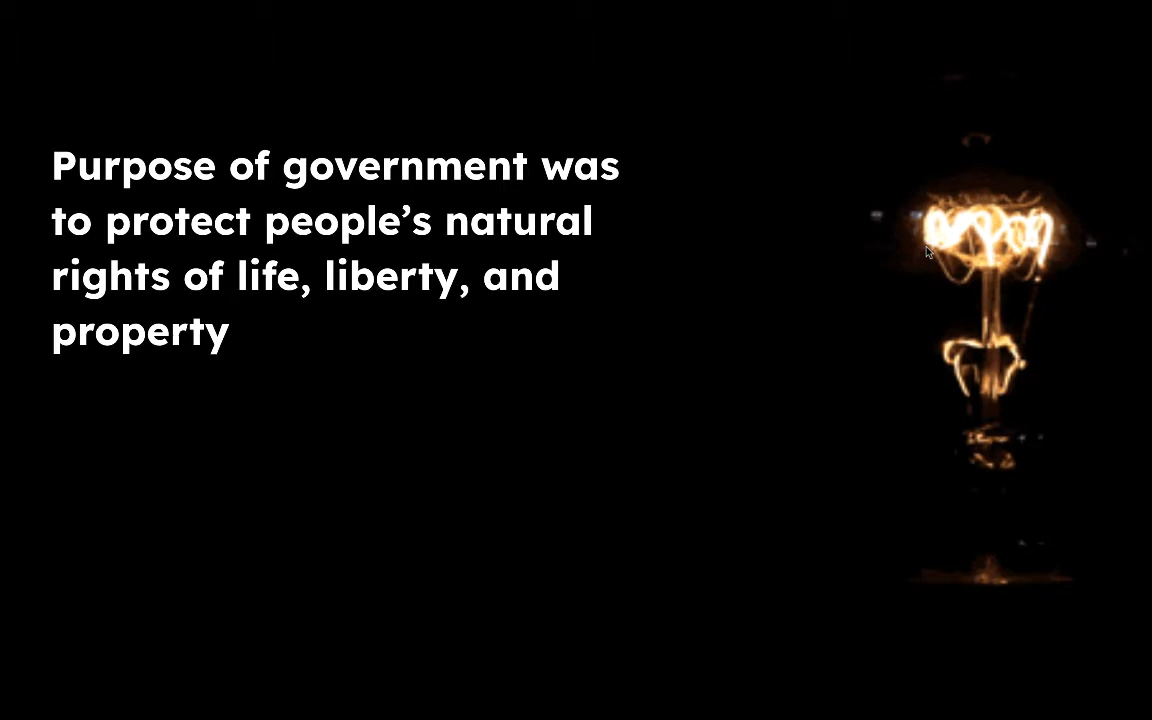 Purpose of government was
to protect people’s natural
rights of life, liberty, and
property